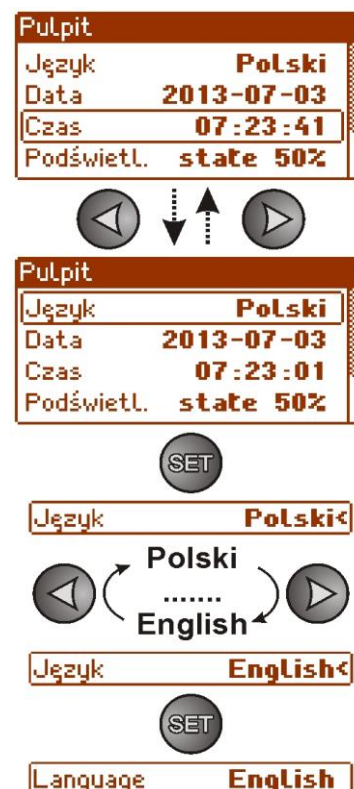 Pulpit
Język Polski
Data 2013-07-03
Czas 07:23:41
Podświetl. stałe 50%
Pulpit
Język Polski
Data 2013-07-03
Czas 07:23:01
Podświetl. stałe 50%
SET
Język Polski<
Polski
.......
English
Język English<
SET
Language English